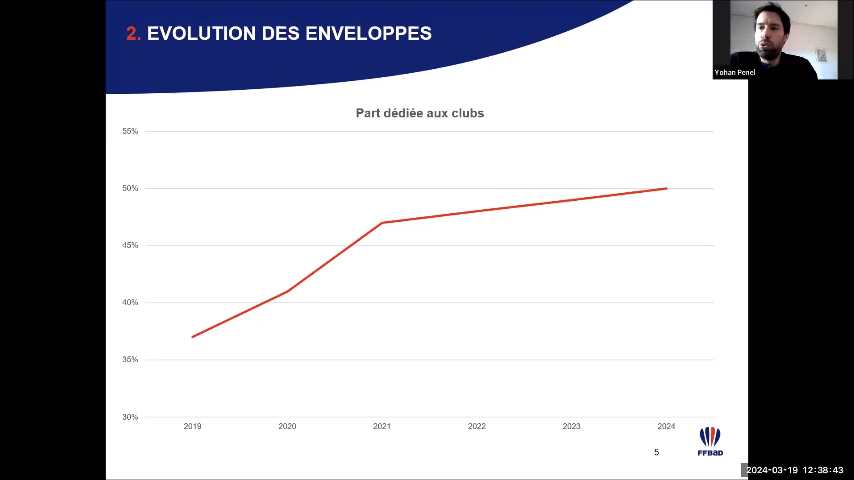 2. EVOLUTION DES ENVELOPPES
Yohan Penel
Part dédiée aux clubs
55%
50%
45%
40%
35%
30%
2019 2020 2021 2022 2023 2024
5
FFBaD
2024-03-19 12:38:43